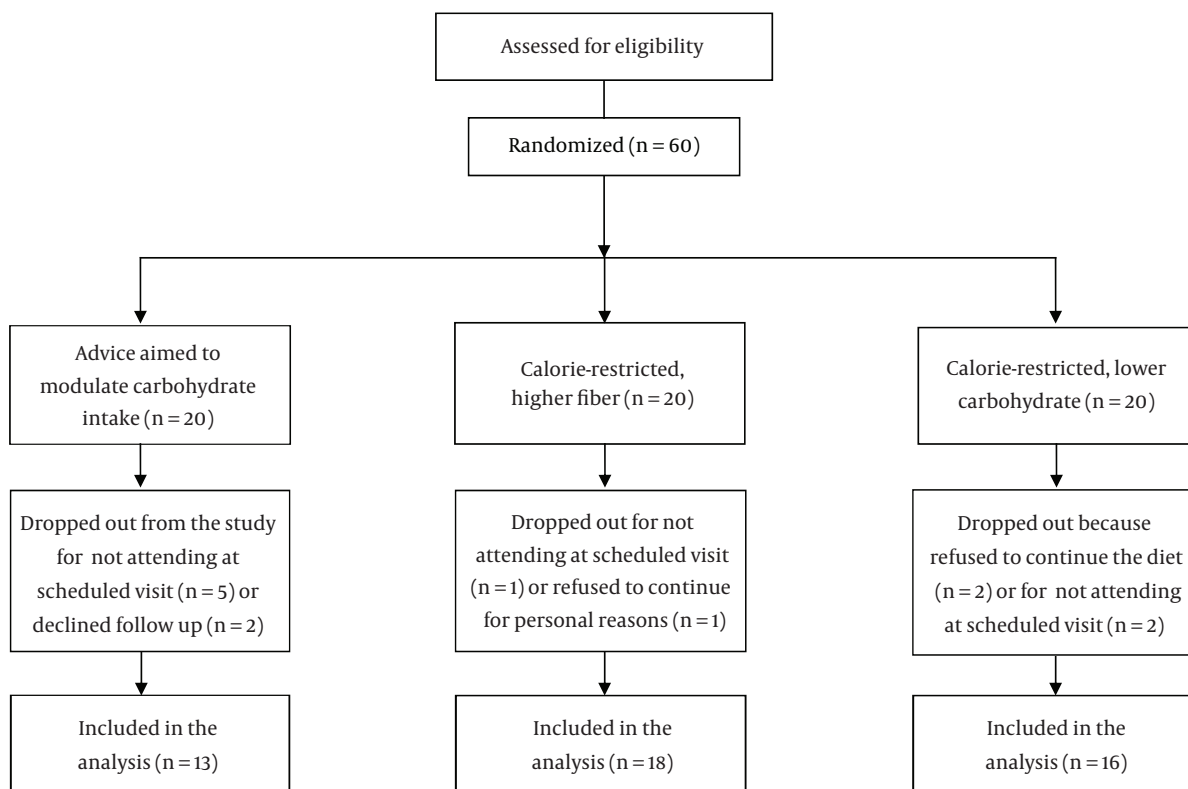 Assessed for eligibility
Randomized (n = 60)
Advice aimed to
modulate carbohydrate
intake (n = 20)
Calorie-restricted,
higher fiber (n = 20)
Calorie-restricted, lower
carbohydrate (n = 20)
Dropped out from the study
for not attending at
scheduled visit (n = 5) or
declined follow up (n = 2)
Dropped out for not
attending at scheduled visit
(n = 1) or refused to continue
for personal reasons (n = 1)
Dropped out because
refused to continue the diet
(n = 2) or for not attending
at scheduled visit (n = 2)
Included in the
analysis (n = 13)
Included in the
analysis (n = 18)
Included in the
analysis (n = 16)